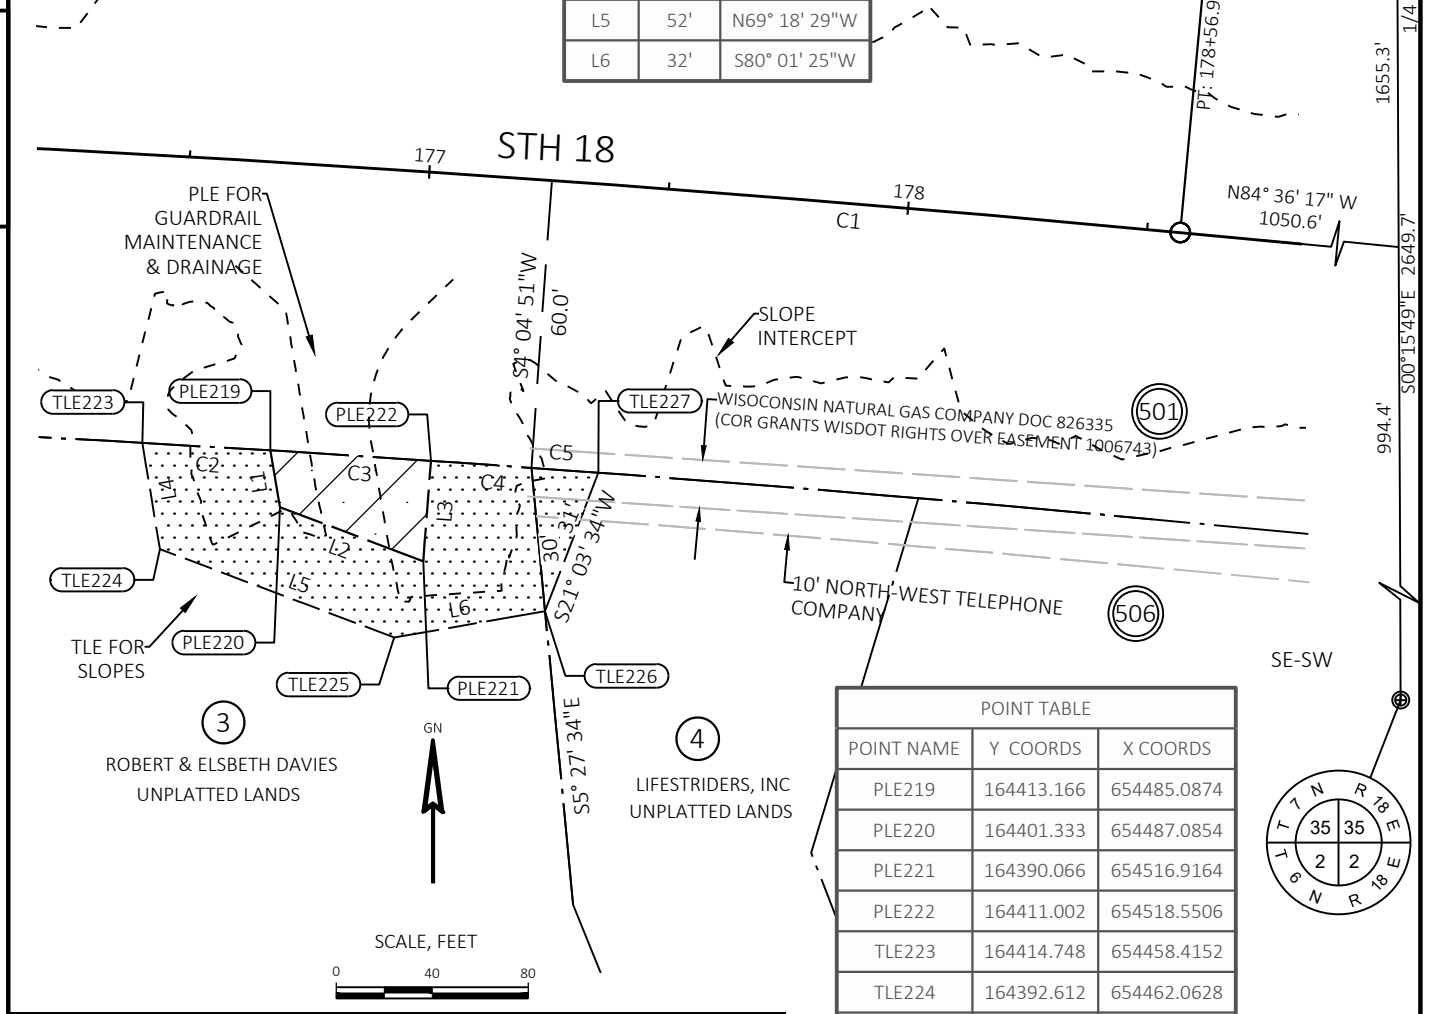 L5 52' N69° 18' 29"W
L6 32' S80° 01' 25"W
PT: 178+56.9
1655.3'
1/4
STH 18
177
178
C1
N84° 36' 17" W
1050.6'
PLE FOR
GUARDRAIL
MAINTENANCE
& DRAINAGE
S4° 04' 51"W
60.0'
SLOPE
INTERCEPT
S00°15'49"E 2649.7'
994.4'
TLE223
PLE219
PLE222
TLE227
WISOCONSIN NATURAL GAS COMPANY DOC 826335
(COR GRANTS WISDOT RIGHTS OVER EASEMENT 1006743)
501
C2
C3
C4
C5
L4
L1
L3
L2
L5
L6
30'
31'
S21° 03' 34"W
TLE224
10' NORTH-WEST TELEPHONE
COMPANY
506
TLE FOR
SLOPES
PLE220
TLE225
PLE221
TLE226
SE-SW
S5° 27' 34"E
3
ROBERT & ELSBETH DAVIES
UNPLATTED LANDS
GN
4
LIFESTRIDERS, INC
UNPLATTED LANDS
POINT TABLE
POINT NAME Y COORDS X COORDS
PLE219 164413.166 654485.0874
PLE220 164401.333 654487.0854
PLE221 164390.066 654516.9164
PLE222 164411.002 654518.5506
TLE223 164414.748 654458.4152
TLE224 164392.612 654462.0628
T 7 N R 18 E
35 35
2 2
T 6 N R 18 E
SCALE, FEET
0 40 80